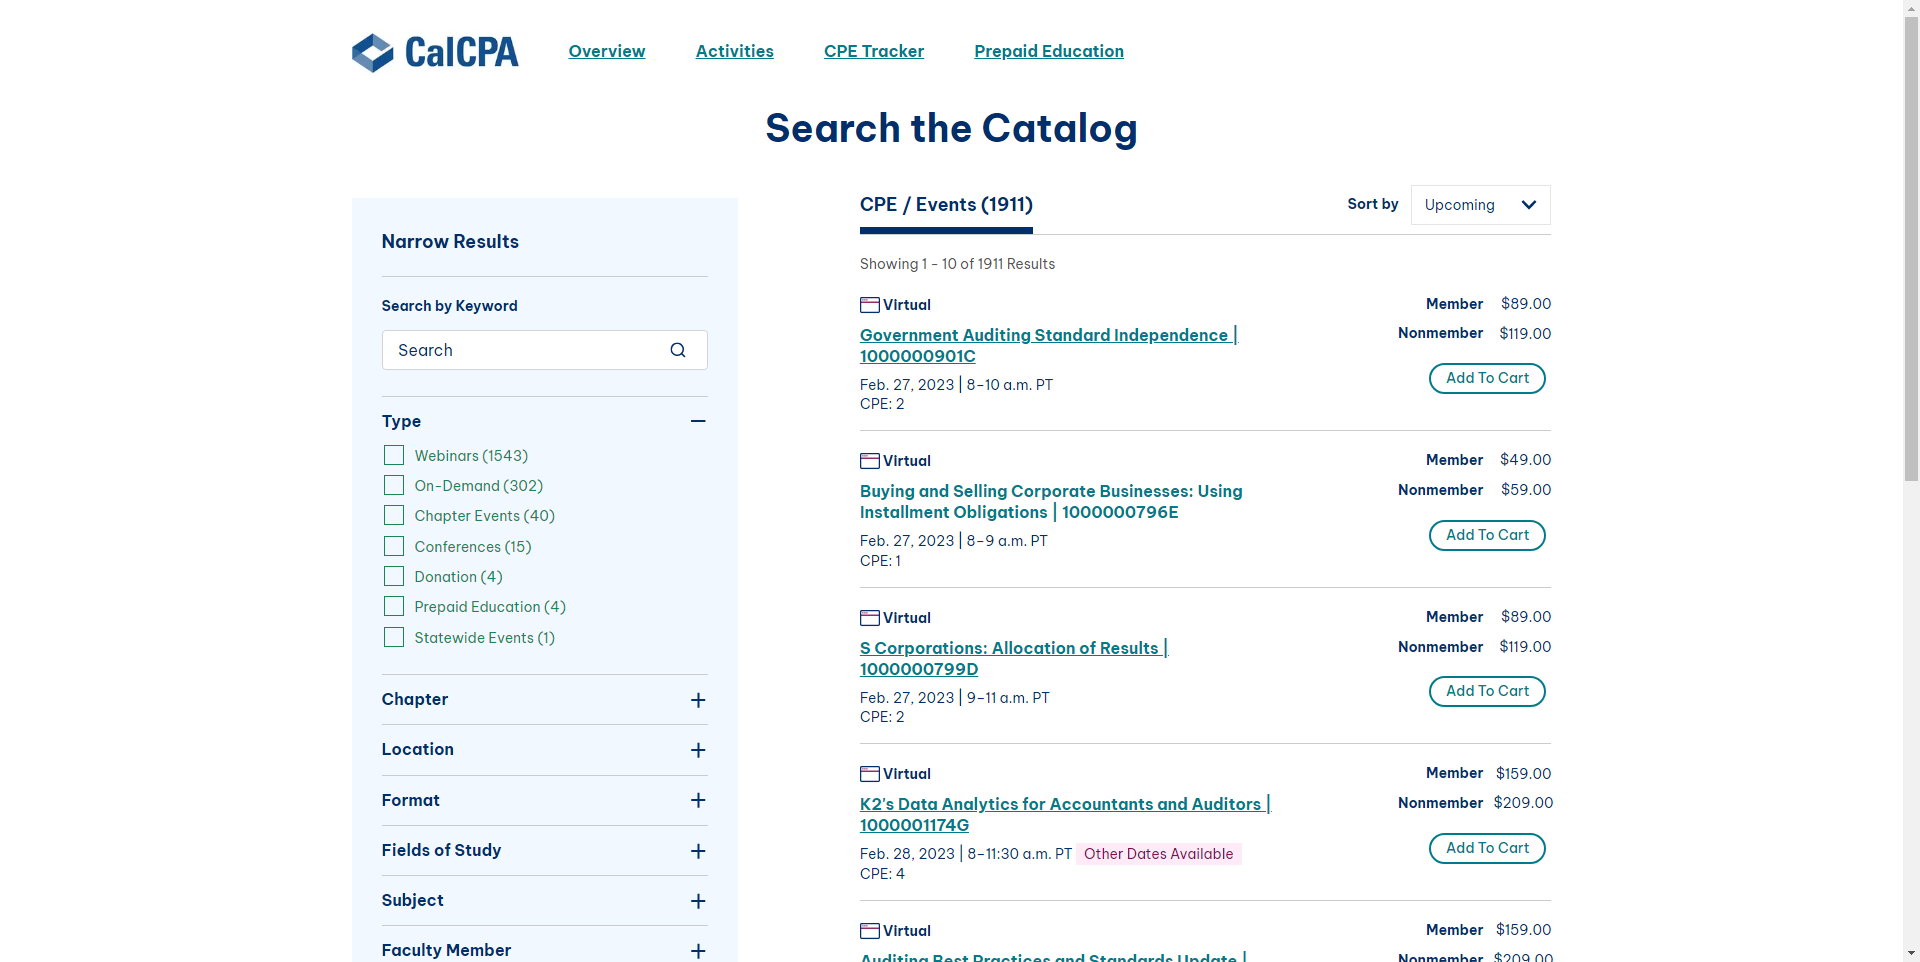 CalCPA
Overview
Activities
CPE Tracker
Prepaid Education
Search the Catalog
Narrow Results
Search by Keyword
Search
Type
Webinars (1543)
On-Demand (302)
Chapter Events (40)
Conferences (15)
Donation (4)
Prepaid Education (4)
Statewide Events (1)
Chapter
Location
Format
Fields of Study
Subject
Faculty Member
CPE / Events (1911)
Sort by
Upcoming
Showing 1 - 10 of 1911 Results
Virtual
Government Auditing Standard Independence |
1000000901C
Feb. 27, 2023 | 8–10 a.m. PT
CPE: 2
Member $89.00
Nonmember $119.00
Add To Cart
Virtual
Buying and Selling Corporate Businesses: Using
Installment Obligations | 1000000796E
Feb. 27, 2023 | 8–9 a.m. PT
CPE: 1
Member $49.00
Nonmember $59.00
Add To Cart
Virtual
S Corporations: Allocation of Results |
1000000799D
Feb. 27, 2023 | 9–11 a.m. PT
CPE: 2
Member $89.00
Nonmember $119.00
Add To Cart
Virtual
K2's Data Analytics for Accountants and Auditors |
1000001174G
Feb. 28, 2023 | 8–11:30 a.m. PT Other Dates Available
CPE: 4
Member $159.00
Nonmember $209.00
Add To Cart
Virtual
Auditing Best Practices and Standards Update |
Member $159.00
Nonmember $209.00